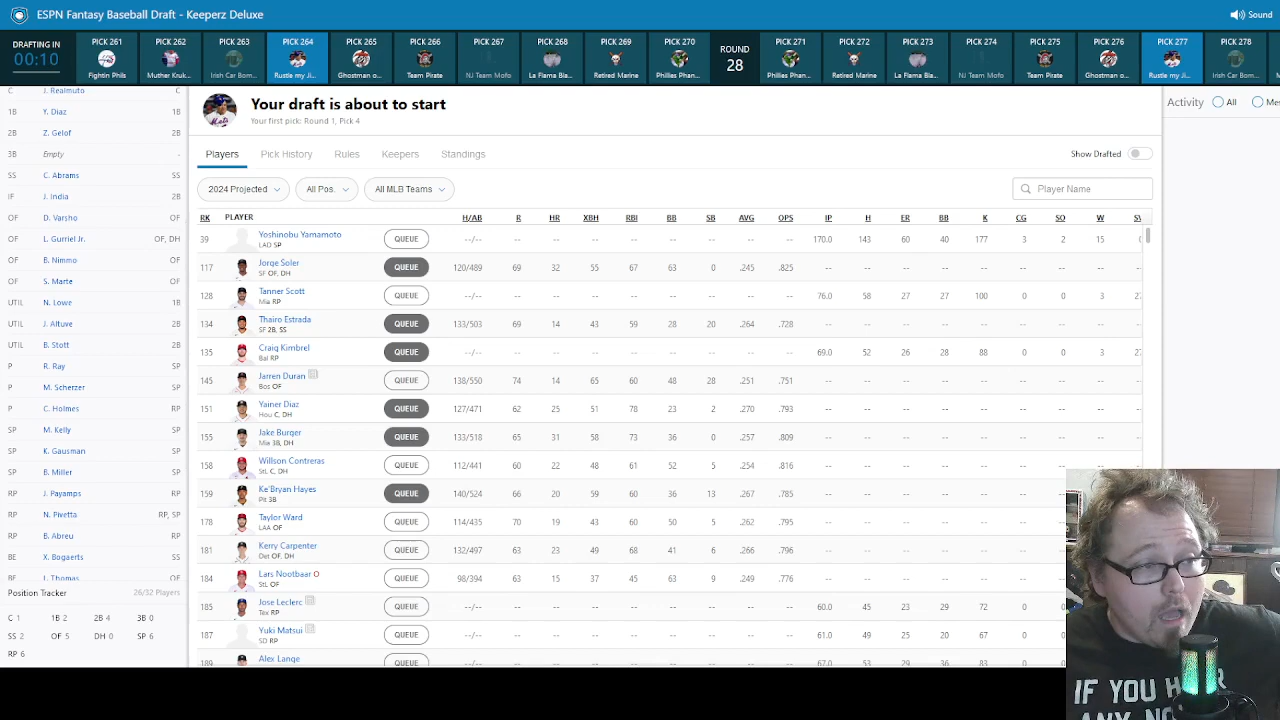 ESPN Fantasy Baseball Draft - Keeperz Deluxe
Sound
DRAFTING IN
00:10
PICK 261
Fightin Phils
PICK 262
Muther Kruk...
PICK 263
Irish Car Bom...
PICK 264
Rustle my Ji...
PICK 265
Ghostman o...
PICK 266
Team Pirate
PICK 267
NJ Team Mofo
PICK 268
La Flama Bla...
PICK 269
Retired Marine
PICK 270
Phillies Phan...
ROUND
28
PICK 271
Phillies Phan...
PICK 272
Retired Marine
PICK 273
La Flama Bla...
PICK 274
NJ Team Mofo
PICK 275
Team Pirate
PICK 276
Ghostman o...
PICK 277
Rustle my Ji...
PICK 278
Irish Car Bom...
C J. Realmuto C
1B Y. Diaz 1B
2B Z. Gelof 2B
3B Empty -
SS C. Abrams SS
IF J. India 2B
OF D. Varsho OF
OF L. Gurriel Jr. OF, DH
OF B. Nimmo OF
OF S. Marte OF
UTIL N. Lowe 1B
UTIL J. Altuve 2B
UTIL B. Stott 2B
P R. Ray SP
P M. Scherzer SP
P C. Holmes RP
SP M. Kelly SP
SP K. Gausman SP
SP B. Miller SP
RP J. Payamps RP
RP N. Pivetta RP, SP
RP B. Abreu RP
BE X. Bogaerts SS
BE L. Thomas OF
Position Tracker 26/32 Players
C 1 1B 2 2B 4 3B 0
SS 2 OF 5 DH 0 SP 6
RP 6
Your draft is about to start
Your first pick: Round 1, Pick 4
Players Pick History Rules Keepers Standings
Show Drafted
2024 Projected All Pos. All MLB Teams
Player Name
RK PLAYER H/AB R HR XBH RBI BB SB AVG OPS IP H ER BB K CG SO W
39 Yoshinobu Yamamoto QUEUE --/-- -- -- -- -- -- -- -- -- 170.0 143 60 40 177 3 2 15
LAD SP
117 Jorge Soler QUEUE 120/489 69 32 55 67 63 0 .245 .825 -- -- -- -- -- -- -- --
SF OF, DH
128 Tanner Scott QUEUE --/-- -- -- -- -- -- -- -- -- 76.0 58 27 27 100 0 0 3
Mia RP
134 Thairo Estrada QUEUE 133/503 69 14 43 59 28 20 .264 .728 -- -- -- -- -- -- -- --
SF 2B, SS
135 Craig Kimbrel QUEUE --/-- -- -- -- -- -- -- -- -- 69.0 52 26 28 88 0 0 3
Bal RP
145 Jarren Duran QUEUE 138/550 74 14 65 60 48 28 .251 .751 -- -- -- -- -- -- -- --
Bos OF
151 Yainer Diaz QUEUE 127/471 62 25 51 78 23 2 .270 .793 -- -- -- -- -- -- -- --
Hou C, DH
155 Jake Burger QUEUE 133/518 65 31 58 73 36 0 .257 .809 -- -- -- -- -- -- -- --
Mia 3B, DH
158 Willson Contreras QUEUE 112/441 60 22 48 61 52 5 .254 .816 -- -- -- -- -- -- -- --
StL C, DH
159 Ke'Bryan Hayes QUEUE 140/524 66 20 59 60 36 13 .267 .785 -- -- -- -- --
Pit 3B
178 Taylor Ward QUEUE 114/435 70 19 43 60 50 5 .262 .795 -- -- -- -- --
LAA OF
181 Kerry Carpenter QUEUE 132/497 63 23 49 68 41 1 .266 .796 -- -- -- -- --
Det OF, DH
184 Lars Nootbaar O QUEUE 98/394 63 15 37 45 63 8 .249 .776 -- -- -- -- --
StL OF
185 Jose Leclerc QUEUE --/-- -- -- -- -- -- -- -- -- 60.0 45 23 29 72 0
Tex RP
187 Yuki Matsui QUEUE --/-- -- -- -- -- -- -- -- -- 61.0 49 25 20 67 0
SD RP
189 Alex Lange QUEUE --/-- -- -- -- -- -- -- -- -- 67.0 53 29 36 83 0
Activity All Mes
IF YOU
ANY NOR